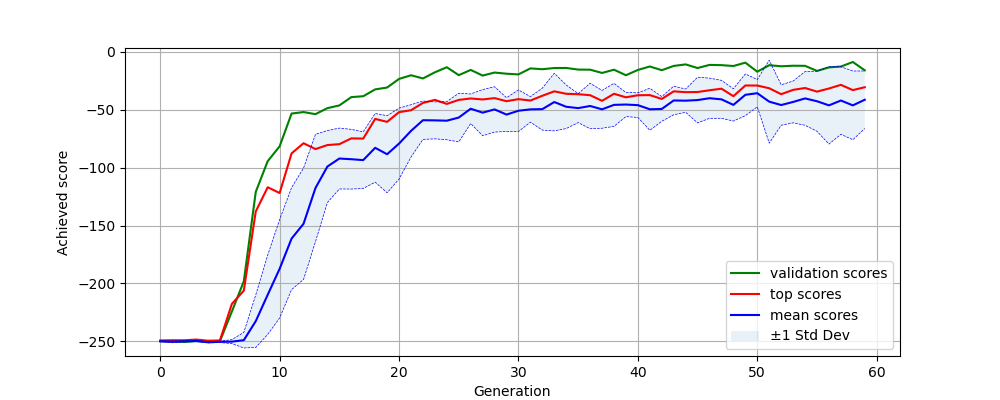 0
−50
−100
−150
−200
−250
Achieved score
validation scores
top scores
mean scores
±1 Std Dev
0 10 20 30 40 50 60
Generation